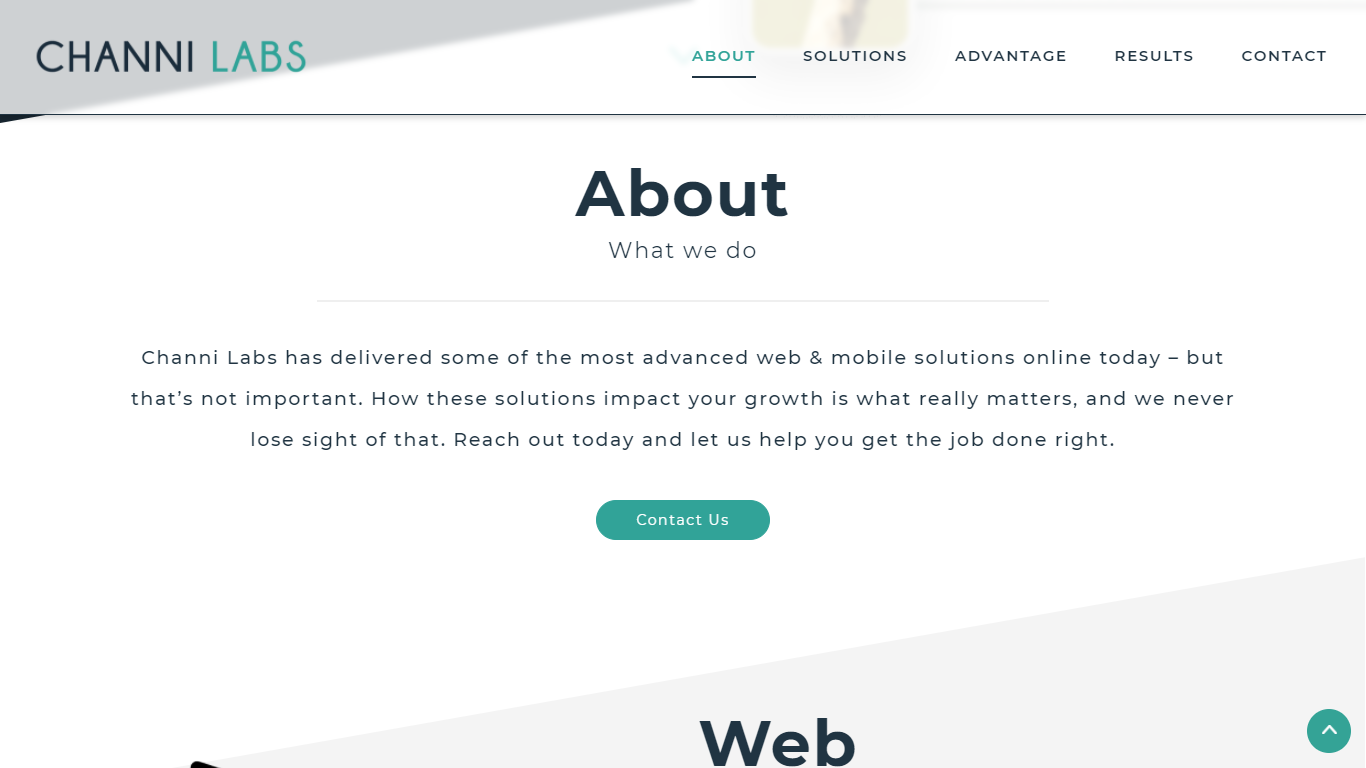 CHANNI LABS
ABOUT SOLUTIONS ADVANTAGE RESULTS CONTACT
About
What we do
Channi Labs has delivered some of the most advanced web & mobile solutions online today – but
that’s not important. How these solutions impact your growth is what really matters, and we never
lose sight of that. Reach out today and let us help you get the job done right.
Contact Us
Web